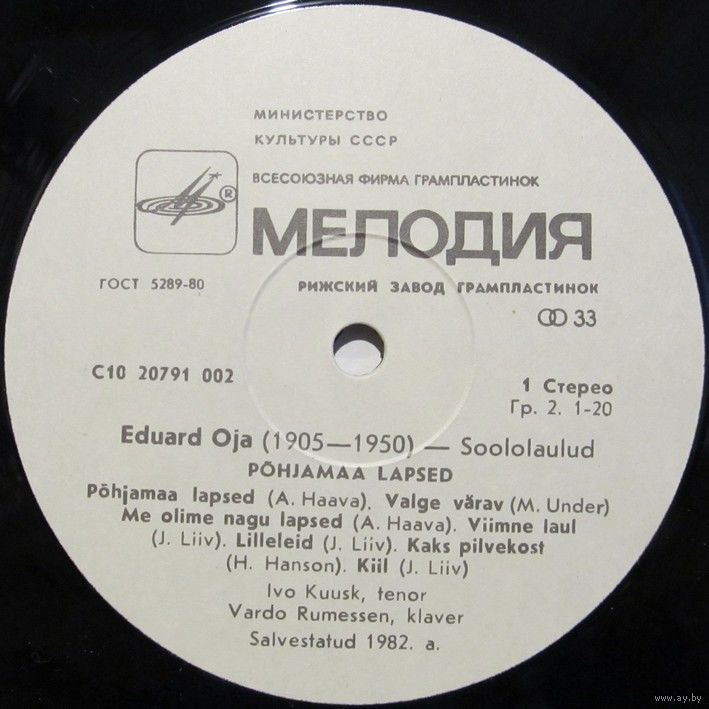 МИНИСТЕРСТВО
КУЛЬТУРЫ СССР
ВСЕСОЮЗНАЯ ФИРМА ГРАМПЛАСТИНОК
®
МЕЛОДИЯ
ГОСТ 5289-80
РИЖСКИЙ ЗАВОД ГРАМПЛАСТИНОК
33
С10 20791 002
1 Стерео
Гр. 2. 1-20
Eduard Oja (1905—1950) — Soololaulud
PÕHJAMAA LAPSED
Põhjamaa lapsed (A. Haava). Valge värav (M. Under)
Me olime nagu lapsed (A. Haava). Viimne laul
(J. Liiv). Lilleleid (J. Liiv). Kaks pilvekost
(H. Hanson). Kiil (J. Liiv)
Ivo Kuusk, tenor
Vardo Rumessen, klaver
Salvestatud 1982. a.
www.ay.by